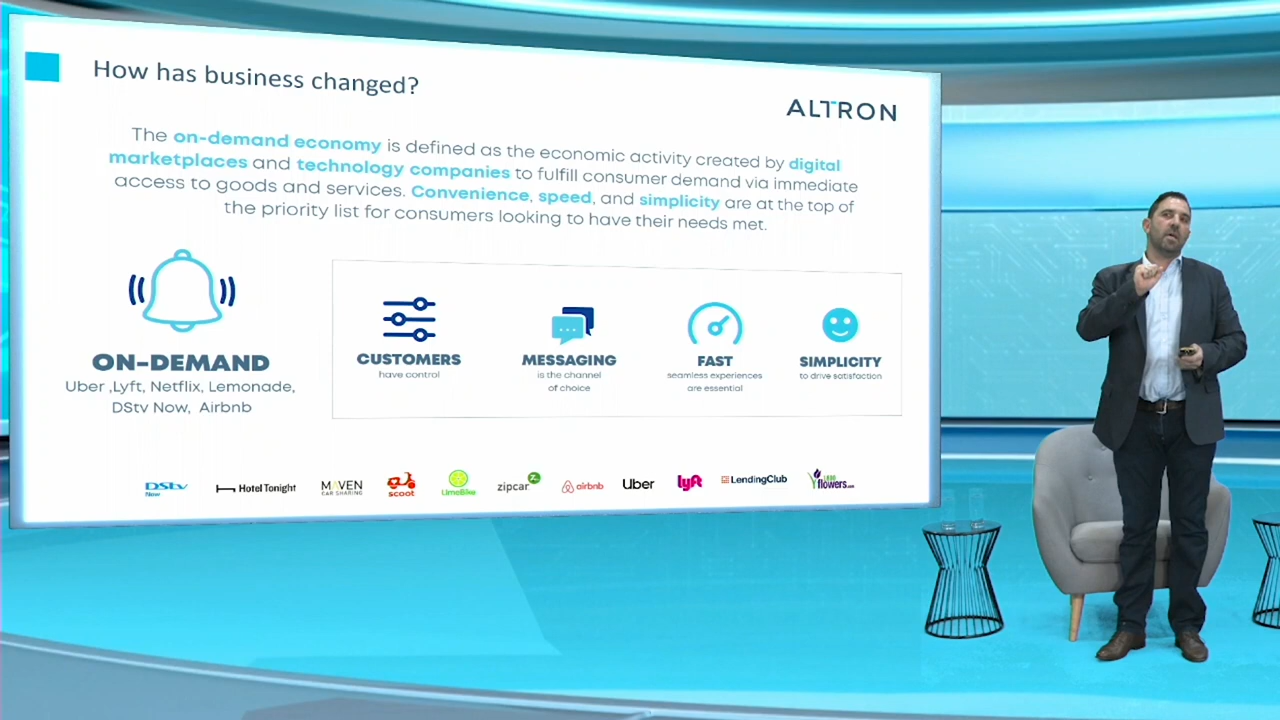 How has business changed?
ALTRON
The on-demand economy is defined as the economic activity created by digital
marketplaces and technology companies to fulfill consumer demand via immediate
access to goods and services. Convenience, speed, and simplicity are at the top of
the priority list for consumers looking to have their needs met.
ON-DEMAND
Uber ,Lyft, Netflix, Lemonade,
DStv Now, Airbnb
CUSTOMERS
have control
MESSAGING
is the channel
of choice
FAST
seamless experiences
are essential
SIMPLICITY
to drive satisfaction
DStv
Now
Hotel Tonight
MAVEN
CAR SHARING
scoot
LimeBike
zipcar
airbnb
Uber
lyft
LendingClub
1 800
flowers.com